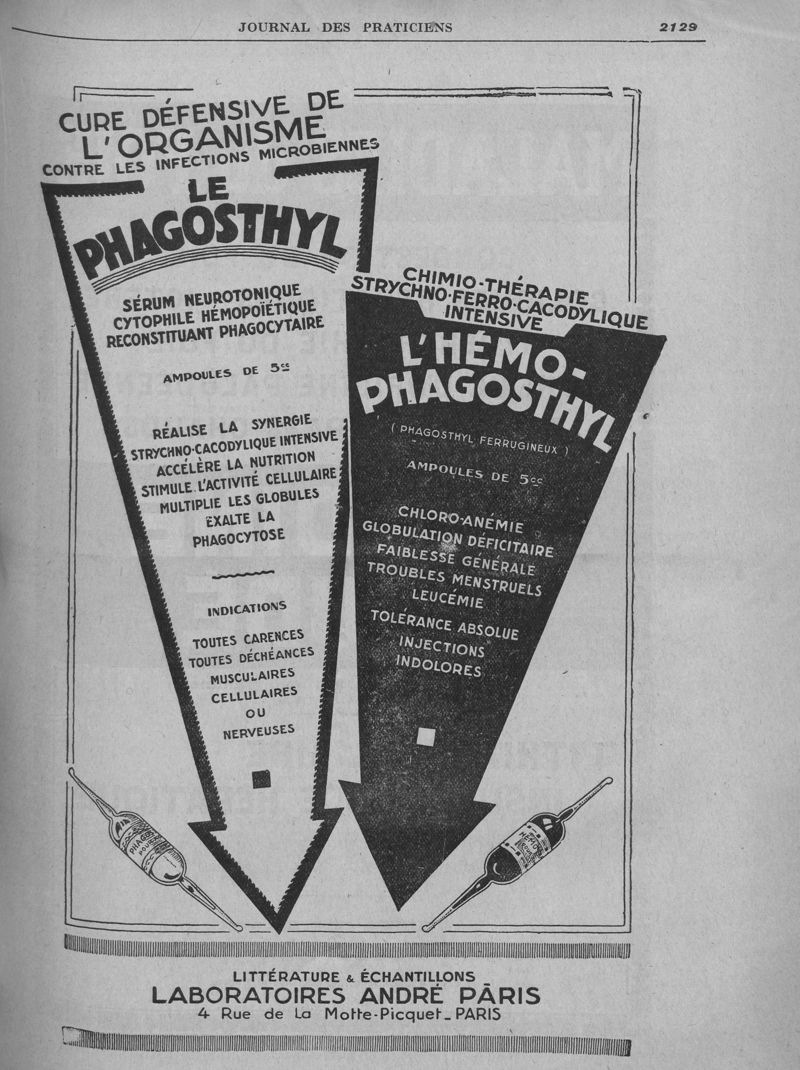 JOURNAL DES PRATICIENS 2129
CURE DÉFENSIVE DE
L'ORGANISME
CONTRE LES INFECTIONS MICROBIENNES
LE
PHAGOSTHYL
SÉRUM NEUROTONIQUE
CYTOPHILE HÉMOPOÏÉTIQUE
RECONSTITUANT PHAGOCYTAIRE
AMPOULES DE 5cc
RÉALISE LA SYNERGIE
STRYCHNO-CACODYLIQUE INTENSIVE
ACCÉLÈRE LA NUTRITION
STIMULE L'ACTIVITÉ CELLULAIRE
MULTIPLIE LES GLOBULES
EXALTE LA
PHAGOCYTOSE
INDICATIONS
TOUTES CARENCES
TOUTES DÉCHÉANCES
MUSCULAIRES
CELLULAIRES
OU
NERVEUSES
CHIMIO-THÉRAPIE
STRYCHNO-FERRO-CACODYLIQUE
INTENSIVE
L'HÉMO-
PHAGOSTHYL
( PHAGOSTHYL FERRUGINEUX )
AMPOULES DE 5cc
CHLORO-ANÉMIE
GLOBULATION DÉFICITAIRE
FAIBLESSE GÉNÉRALE
TROUBLES MENSTRUELS
LEUCÉMIE
TOLÉRANCE ABSOLUE
INJECTIONS
INDOLORES
LITTÉRATURE & ÉCHANTILLONS
LABORATOIRES ANDRÉ PÂRIS
4 Rue de La Motte-Picquet_PARIS